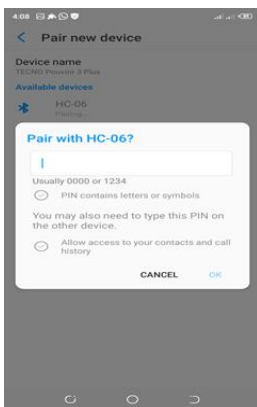 4:08
Pair new device
Device name
TECNO Pouvoir 3 Plus
Available devices
HC-06
Pairing...
Pair with HC-06?
Usually 0000 or 1234
PIN contains letters or symbols
You may also need to type this PIN on
the other device.
Allow access to your contacts and call
history
CANCEL
OK